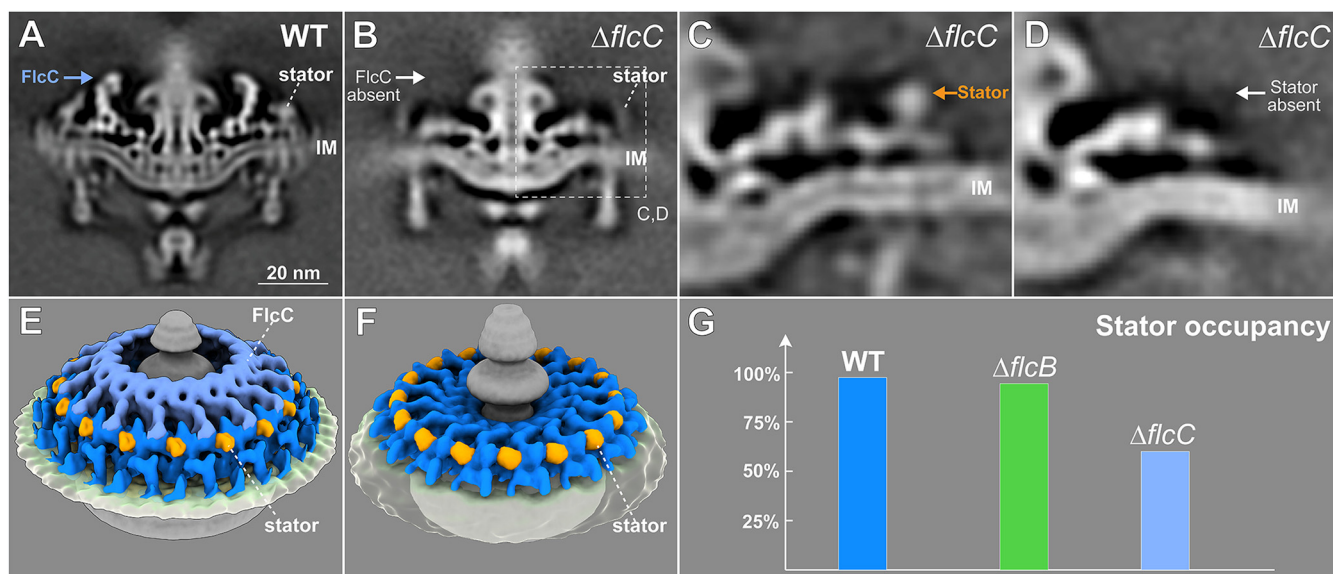 A
WT
FlcC
stator
IM
20 nm
B
ΔflcC
FlcC
absent
stator
IM
C,D
C
ΔflcC
Stator
IM
D
ΔflcC
Stator
absent
IM
E
FlcC
stator
F
stator
G
Stator occupancy
100%
75%
50%
25%
WT
ΔflcB
ΔflcC